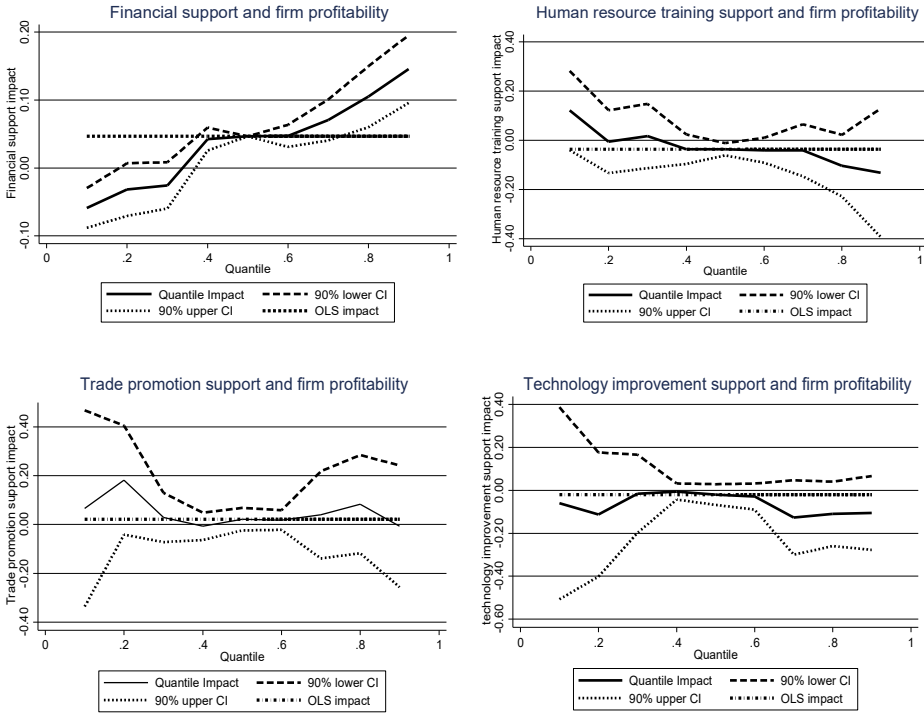 Financial support and firm profitability
Financial support impact
0.20
0.10
0.00
-0.10
0 .2 .4 .6 .8 1
Quantile
Quantile Impact 90% lower CI
90% upper CI OLS impact
Human resource training support and firm profitability
Human resource training support impact
0.40
0.20
0.00
-0.20
-0.40
0 .2 .4 .6 .8 1
Quantile
Quantile Impact 90% lower CI
90% upper CI OLS impact
Trade promotion support and firm profitability
Trade promotion support impact
0.40
0.20
0.00
-0.20
-0.40
0 .2 .4 .6 .8 1
Quantile
Quantile Impact 90% lower CI
90% upper CI OLS impact
Technology improvement support and firm profitability
technology improvement support impact
0.40
0.20
0.00
-0.20
-0.40
-0.60
0 .2 .4 .6 .8 1
Quantile
Quantile Impact 90% lower CI
90% upper CI OLS impact